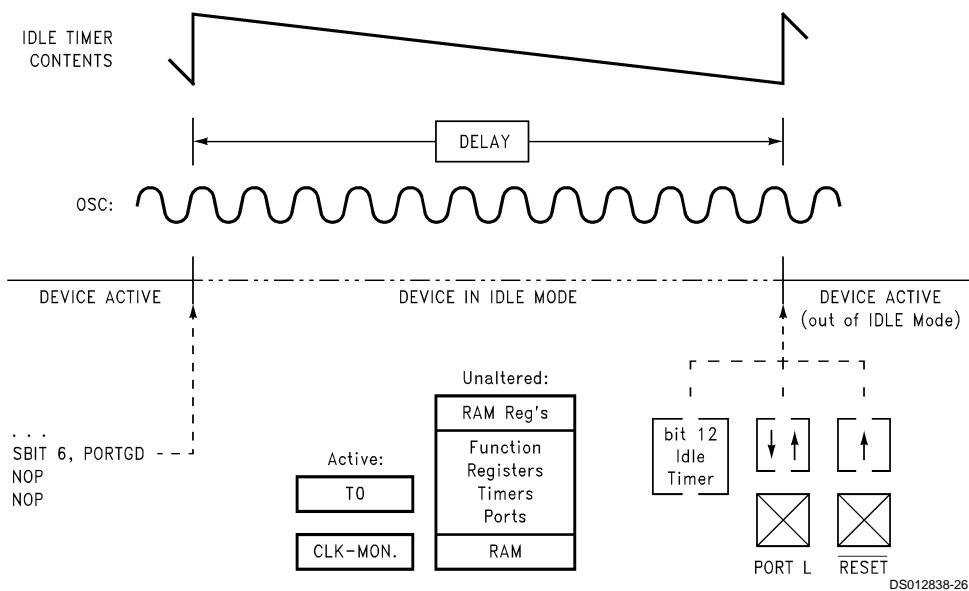 IDLE TIMER
CONTENTS
DELAY
OSC:
DEVICE ACTIVE
DEVICE IN IDLE MODE
DEVICE ACTIVE
(out of IDLE Mode)
. . .
SBIT 6, PORTGD
NOP
NOP
Active:
T0
CLK-MON.
Unaltered:
RAM Reg's
Function
Registers
Timers
Ports
RAM
bit 12
Idle
Timer
PORT L
RESET
DS012838-26